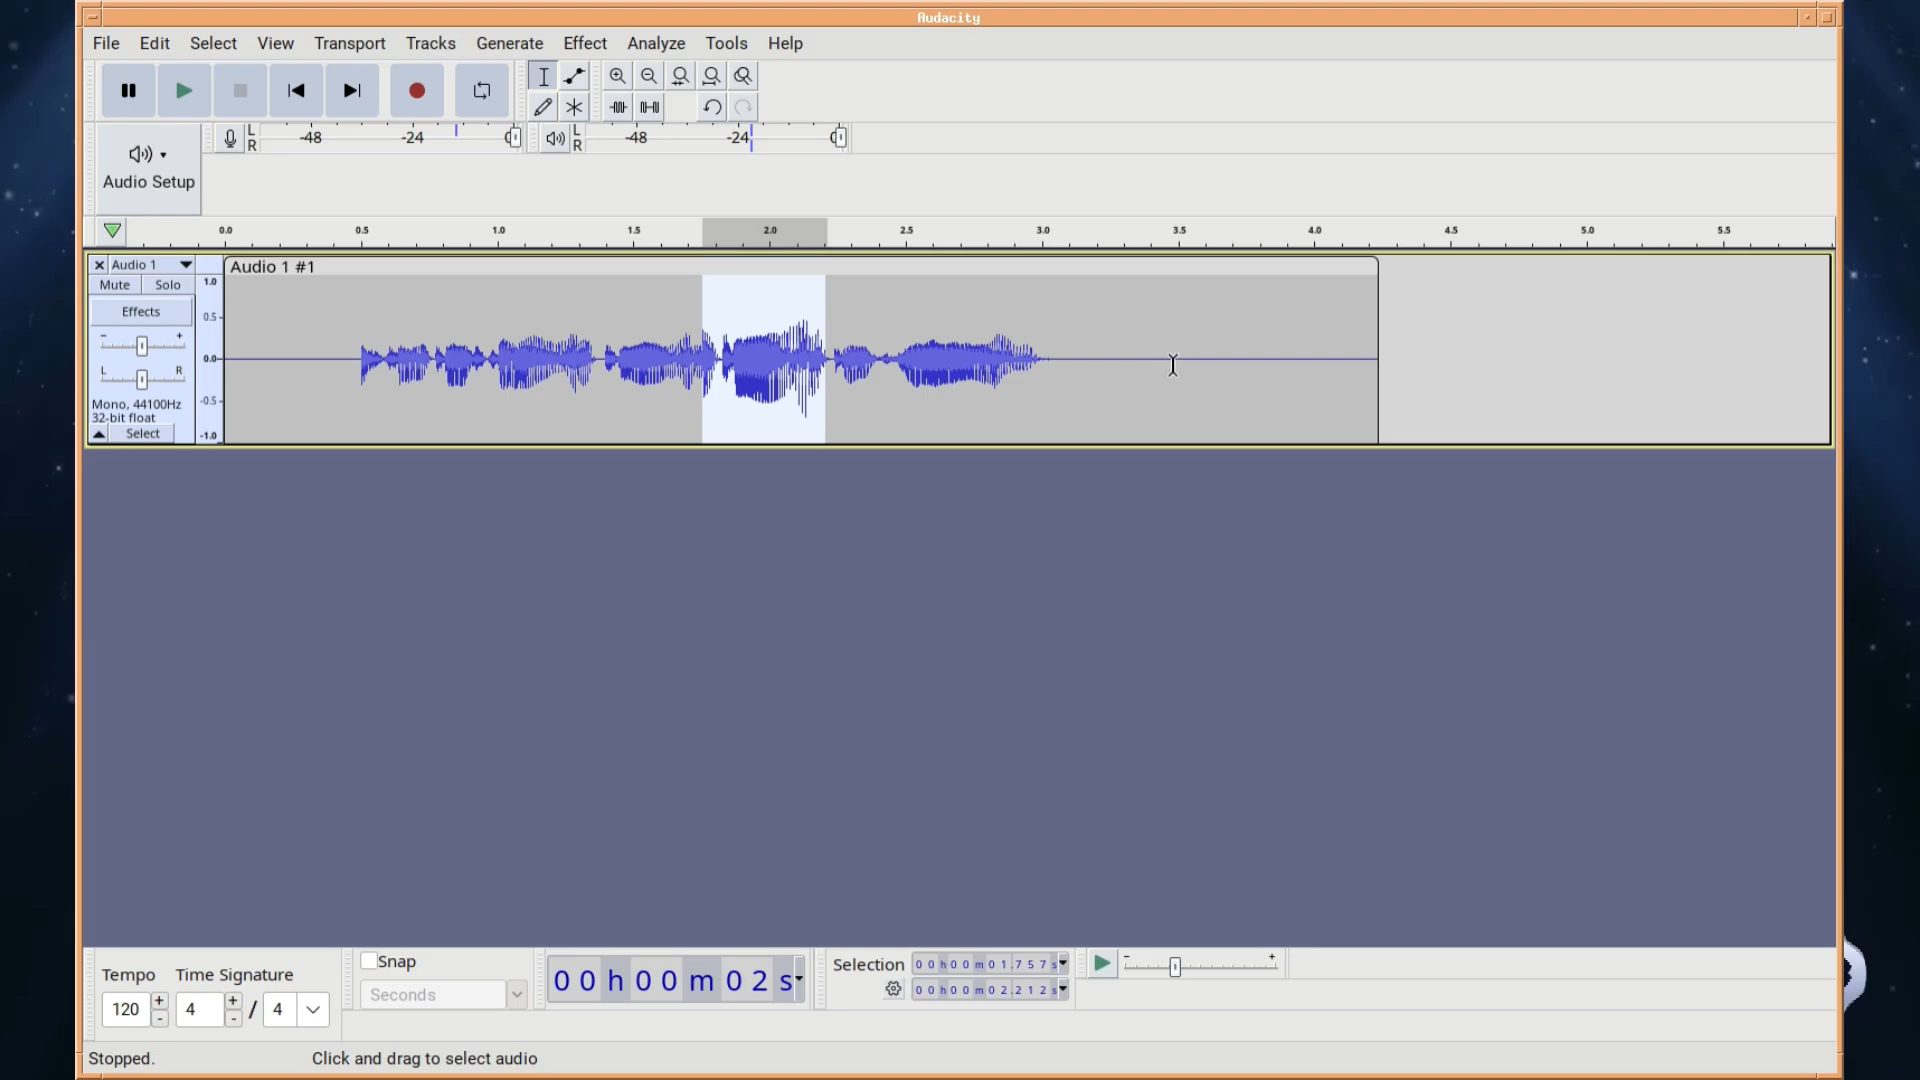 Audacity
File Edit Select View Transport Tracks Generate Effect Analyze Tools Help
L R -48 -24 0 L R -48 -24 0
Audio Setup
0.0 0.5 1.0 1.5 2.0 2.5 3.0 3.5 4.0 4.5 5.0 5.5
Audio 1
Audio 1 #1
Mute Solo
Effects
- +
L R
Mono, 44100Hz
32-bit float
Select
1.0
0.5
0.0
-0.5
-1.0
Tempo Time Signature
120 + - 4 + - / 4
Snap
Seconds
00h00m02s
Selection 00h00m01.757s
00h00m02.212s
- +
Stopped. Click and drag to select audio